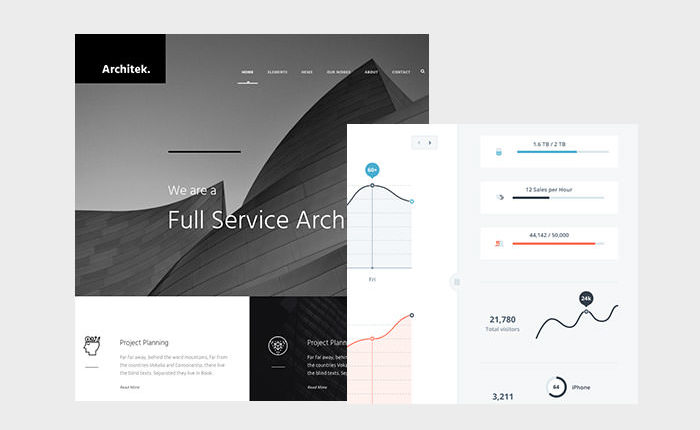 Architek.
HOME ELEMENTS NEWS OUR WORKS ABOUT CONTACT
We are a
Full Service Arch
Project Planning
Far far away, behind the word mountains, far from
the countries Vokalia and Consonantia, there live
the blind texts. Separated they live in Book
Read More
Project Plann
Far far away, behind
the countries Vokalia
the blind texts. Sep
Read More
60+
Fri
1.6 TB / 2 TB
12 Sales per Hour
44,142 / 50,000
21,780
Total visitors
24k
3,211
64
iPhone